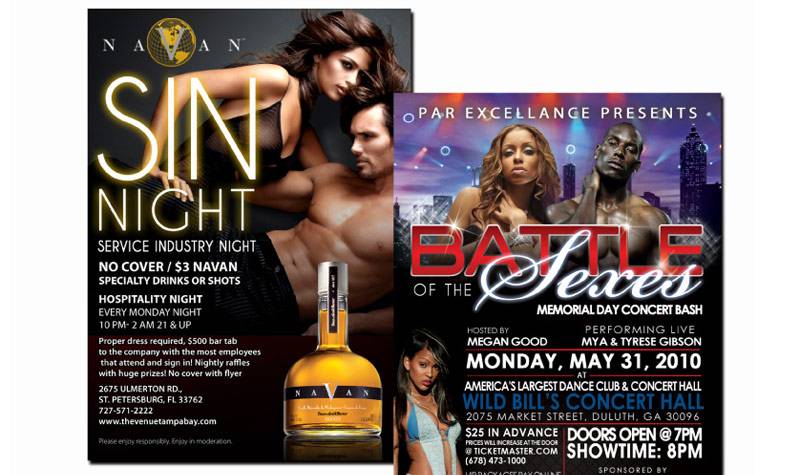 NAVAN
SIN
NIGHT
SERVICE INDUSTRY NIGHT
NO COVER / $3 NAVAN
SPECIALTY DRINKS OR SHOTS
HOSPITALITY NIGHT
EVERY MONDAY NIGHT
10 PM- 2 AM 21 & UP
Proper dress required, $500 bar tab
to the company with the most employees
that attend and sign in! Nightly raffles
with huge prizes! No cover with flyer
2675 ULMERTON RD.,
ST. PETERSBURG, FL 33762
727-571-2222
www.thevenuetampabay.com
Please enjoy responsibly. Enjoy in moderation.
NAVAN
PAR EXCELLANCE PRESENTS
BATTLE
OF THE Sexes
MEMORIAL DAY CONCERT BASH
HOSTED BY
MEGAN GOOD
PERFORMING LIVE
MYA & TYRESE GIBSON
MONDAY, MAY 31, 2010
AT
AMERICA'S LARGEST DANCE CLUB & CONCERT HALL
WILD BILL'S CONCERT HALL
2075 MARKET STREET, DULUTH, GA 30096
$25 IN ADVANCE
PRICES WILL INCREASE AT THE DOOR
@ TICKETMASTER.COM
(678) 473-1000
DOORS OPEN @ 7PM
SHOWTIME: 8PM
SPONSORED BY